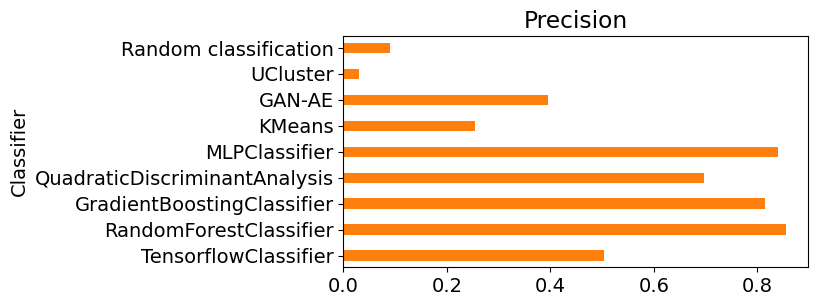 Precision
Classifier
Random classification
UCluster
GAN-AE
KMeans
MLPClassifier
QuadraticDiscriminantAnalysis
GradientBoostingClassifier
RandomForestClassifier
TensorflowClassifier
0.0 0.2 0.4 0.6 0.8